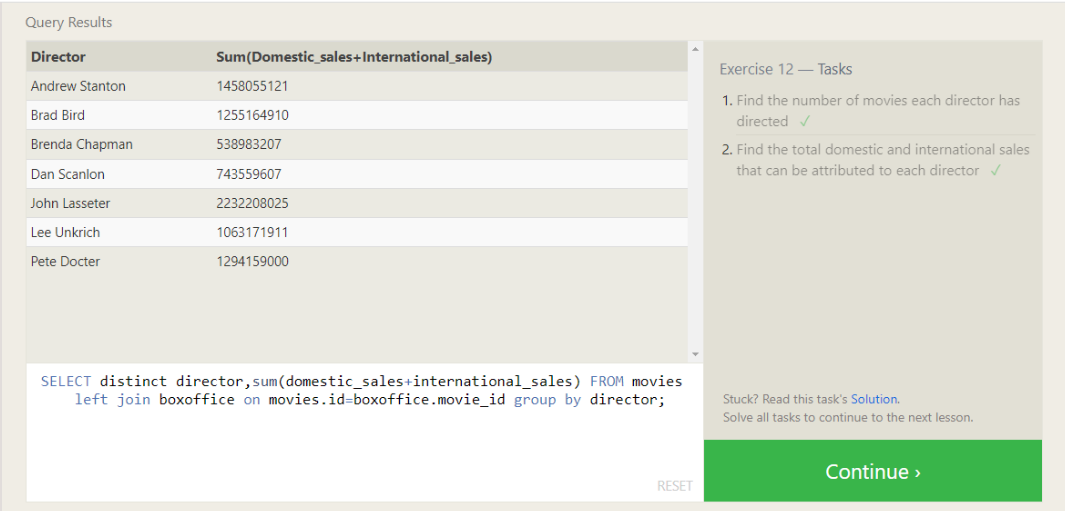 Query Results
Director Sum(Domestic_sales+International_sales)
Andrew Stanton 1458055121
Brad Bird 1255164910
Brenda Chapman 538983207
Dan Scanlon 743559607
John Lasseter 2232208025
Lee Unkrich 1063171911
Pete Docter 1294159000
SELECT distinct director,sum(domestic_sales+international_sales) FROM movies
left join boxoffice on movies.id=boxoffice.movie_id group by director;
RESET
Exercise 12 — Tasks
1. Find the number of movies each director has
directed ✓
2. Find the total domestic and international sales
that can be attributed to each director ✓
Stuck? Read this task's Solution.
Solve all tasks to continue to the next lesson.
Continue ›